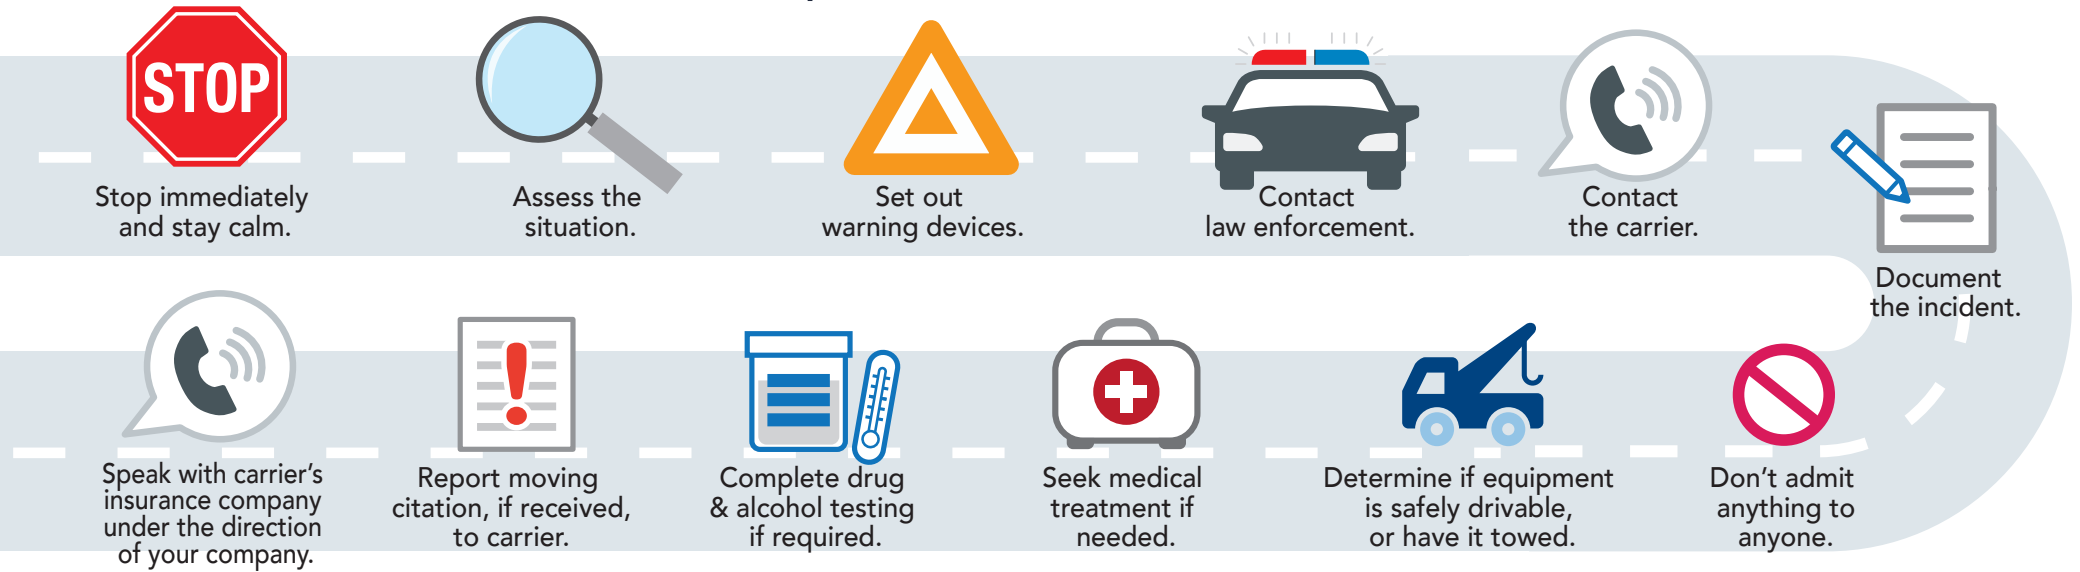 STOP
Stop immediately
and stay calm.
Assess the
situation.
Set out
warning devices.
Contact
law enforcement.
Contact
the carrier.
Document
the incident.
Don’t admit
anything to
anyone.
Determine if equipment
is safely drivable,
or have it towed.
Seek medical
treatment if
needed.
Complete drug
& alcohol testing
if required.
Report moving
citation, if received,
to carrier.
Speak with carrier’s
insurance company
under the direction
of your company.